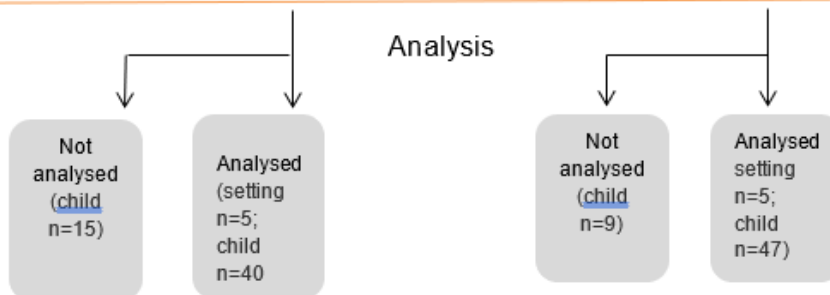 Analysis
Not
analysed
(child
n=15)
Analysed
(setting
n=5;
child
n=40
Not
analysed
(child
n=9)
Analysed
setting
n=5;
child
n=47)